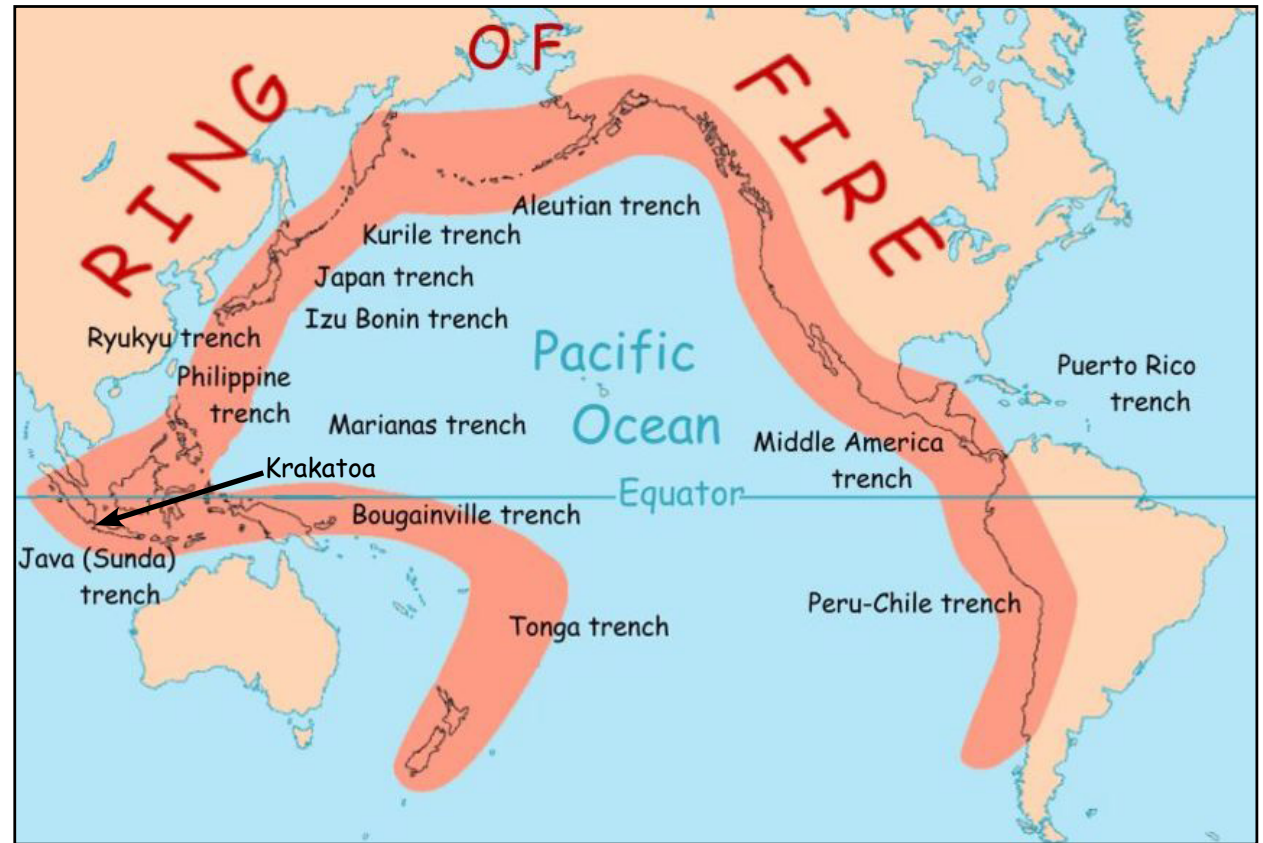 RING OF FIRE
Aleutian trench
Kurile trench
Japan trench
Izu Bonin trench
Ryukyu trench
Philippine
trench
Pacific
Ocean
Puerto Rico
trench
Marianas trench
Middle America
trench
Krakatoa
Equator
Bougainville trench
Java (Sunda)
trench
Peru-Chile trench
Tonga trench